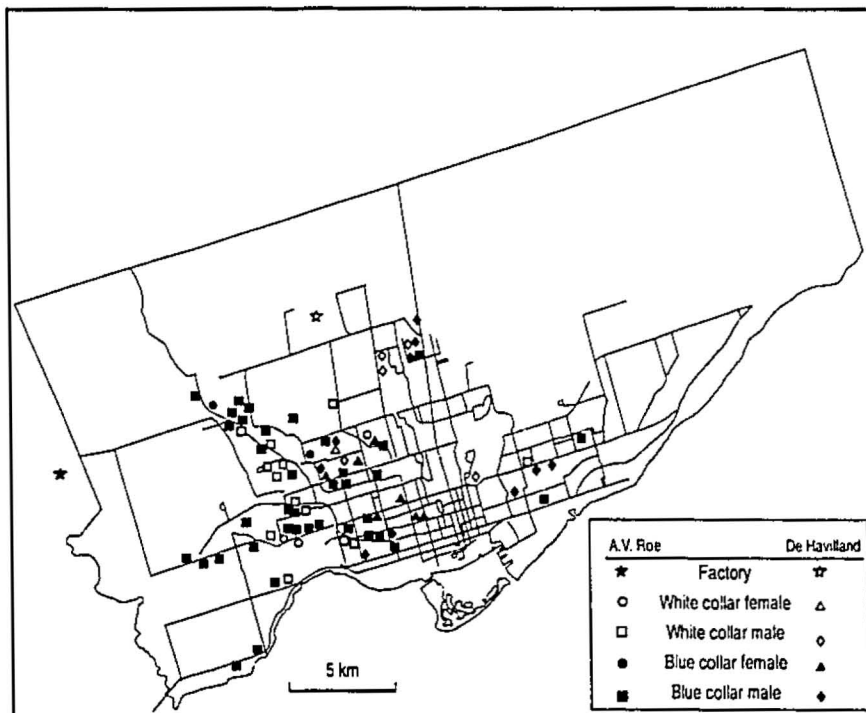 5 km
A.V. Roe De Havilland
Factory
White collar female
White collar male
Blue collar female
Blue collar male